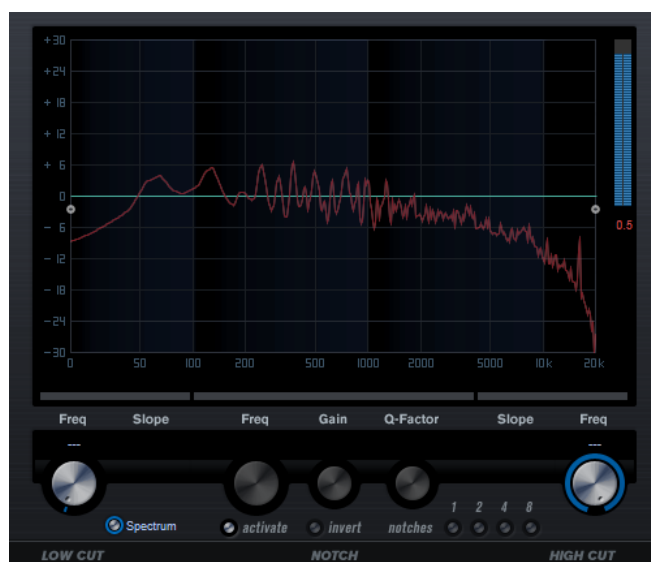 +30
+24
+ 18
+ 12
+ 6
0
- 6
- 12
- 18
-24
-30
0.5
0 50 100 200 500 1000 2000 5000 10k 20k
Freq Slope Freq Gain Q-Factor Slope Freq
--- ---
1 2 4 8
Spectrum activate invert notches
LOW CUT NOTCH HIGH CUT